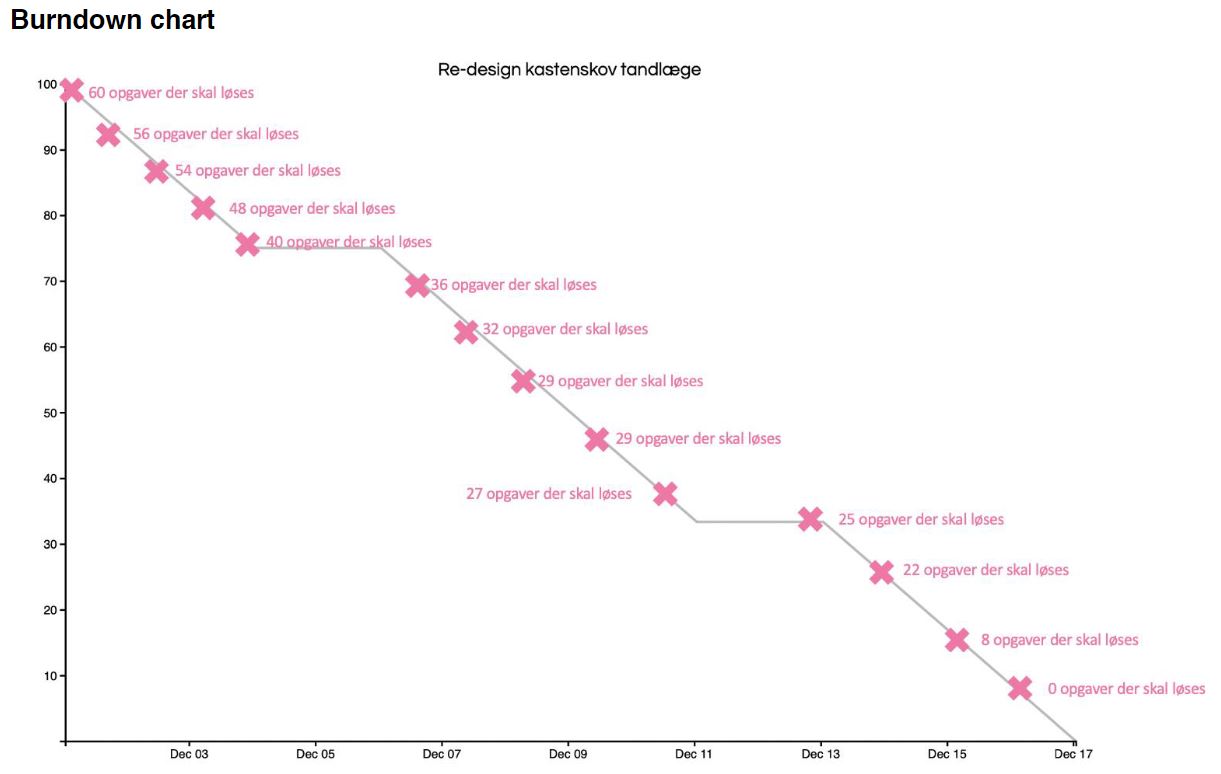 Burndown chart
Re-design kastenskov tandlæge
100
60 opgaver der skal løses
56 opgaver der skal løses
90
54 opgaver der skal løses
48 opgaver der skal løses
80
40 opgaver der skal løses
70
36 opgaver der skal løses
32 opgaver der skal løses
60
29 opgaver der skal løses
50
29 opgaver der skal løses
40
27 opgaver der skal løses
25 opgaver der skal løses
30
22 opgaver der skal løses
20
8 opgaver der skal løses
10
0 opgaver der skal løses
Dec 03 Dec 05 Dec 07 Dec 09 Dec 11 Dec 13 Dec 15 Dec 17